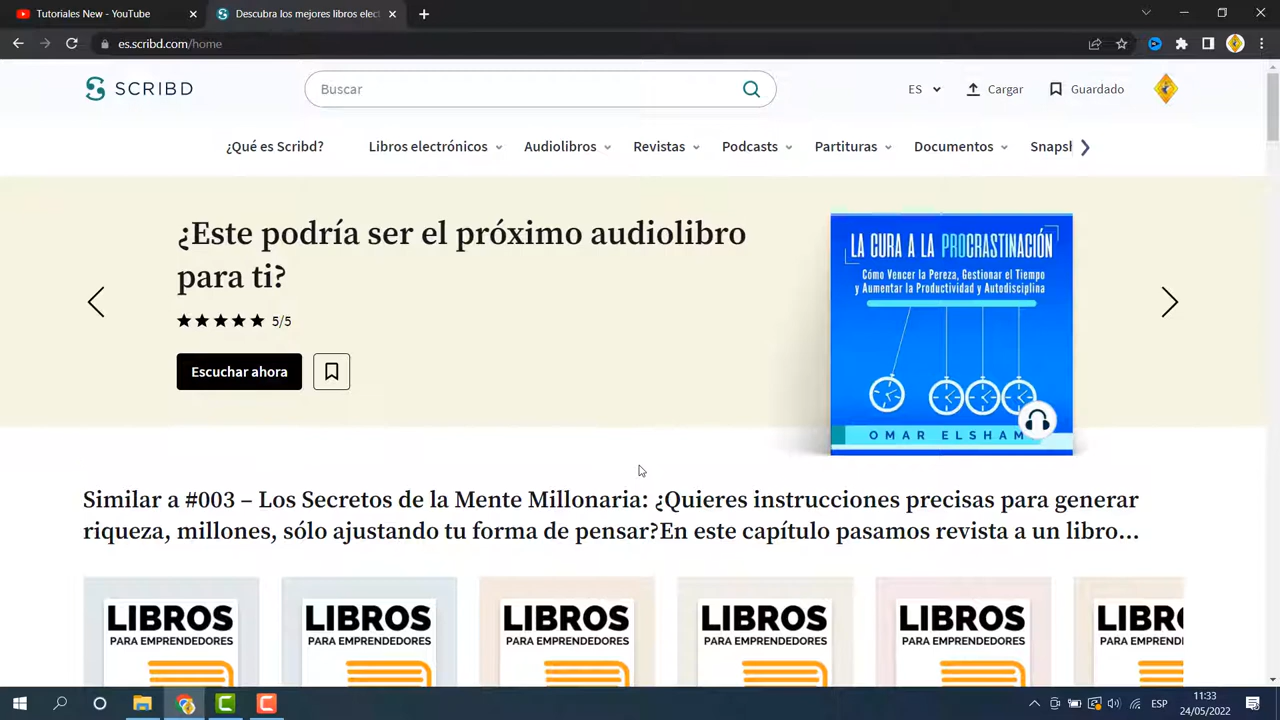 Tutoriales New - YouTube
Descubra los mejores libros elect
es.scribd.com/home
SCRIBD
Buscar
ES
Cargar
Guardado
¿Qué es Scribd?
Libros electrónicos
Audiolibros
Revistas
Podcasts
Partituras
Documentos
Snapsh
¿Este podría ser el próximo audiolibro
para ti?
5/5
Escuchar ahora
LA CURA A LA PROCRASTINACIÓN
Cómo Vencer la Pereza, Gestionar el Tiempo
y Aumentar la Productividad y Autodisciplina
OMAR ELSHAM
Similar a #003 – Los Secretos de la Mente Millonaria: ¿Quieres instrucciones precisas para generar
riqueza, millones, sólo ajustando tu forma de pensar?En este capítulo pasamos revista a un libro...
LIBROS
PARA EMPRENDEDORES
LIBROS
PARA EMPRENDEDORES
LIBROS
PARA EMPRENDEDORES
LIBROS
PARA EMPRENDEDORES
LIBROS
PARA EMPRENDEDORES
LIBR
PARA EMPREN
ESP
11:33
24/05/2022